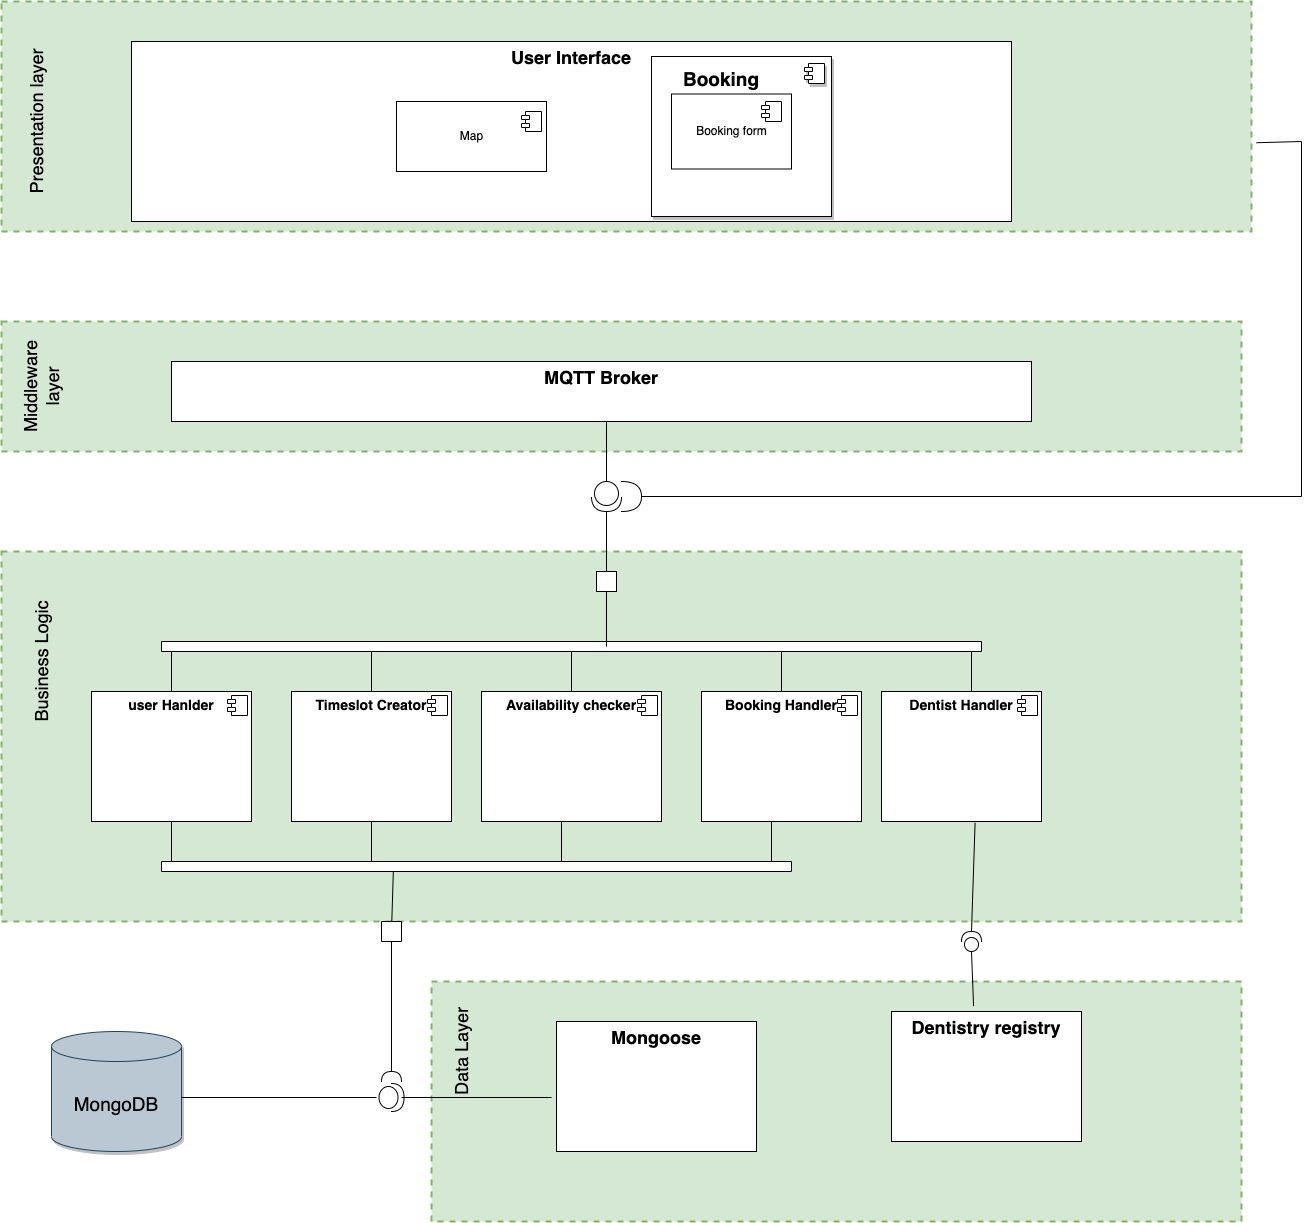 Presentation layer
User Interface
Booking
Map
Booking form
Middleware
layer
MQTT Broker
Business Logic
user Hanlder
Timeslot Creator
Availability checker
Booking Handler
Dentist Handler
Data Layer
Mongoose
Dentistry registry
MongoDB